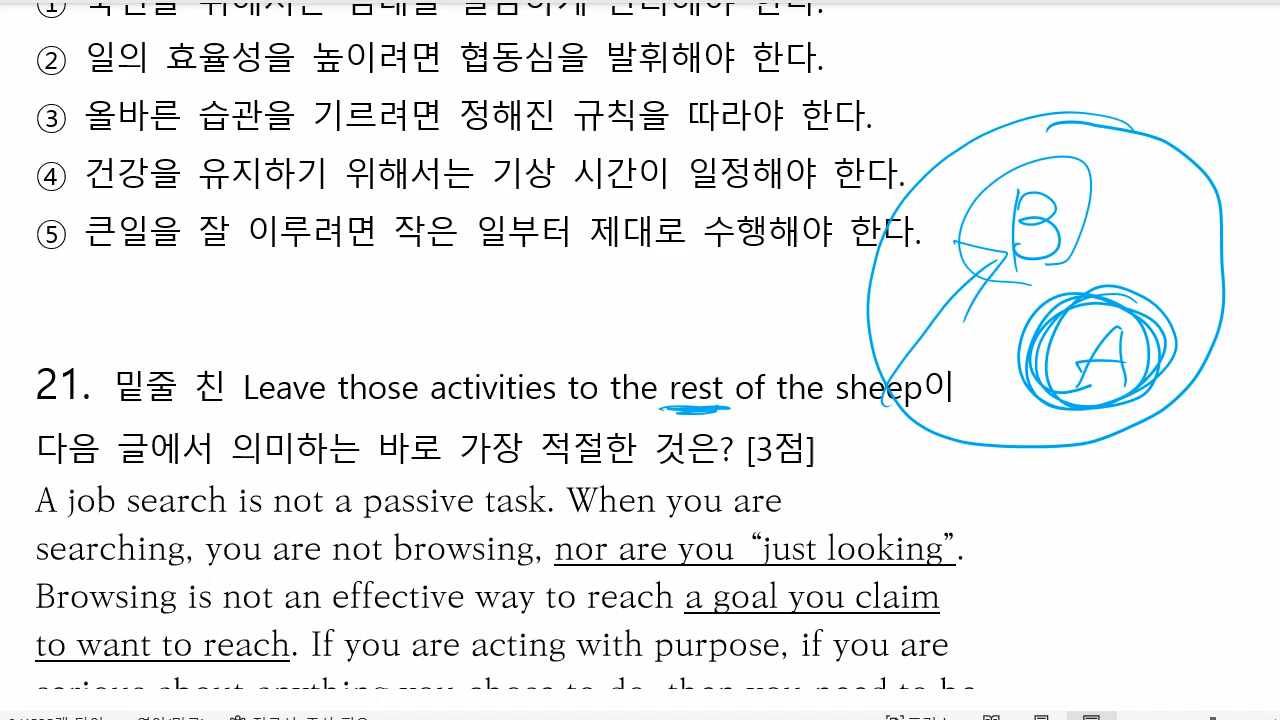 ② 일의 효율성을 높이려면 협동심을 발휘해야 한다.
③ 올바른 습관을 기르려면 정해진 규칙을 따라야 한다.
④ 건강을 유지하기 위해서는 기상 시간이 일정해야 한다.
⑤ 큰일을 잘 이루려면 작은 일부터 제대로 수행해야 한다.
B
A
21. 밑줄 친 Leave those activities to the rest of the sheep이
다음 글에서 의미하는 바로 가장 적절한 것은? [3점]
A job search is not a passive task. When you are
searching, you are not browsing, nor are you “just looking”.
Browsing is not an effective way to reach a goal you claim
to want to reach. If you are acting with purpose, if you are